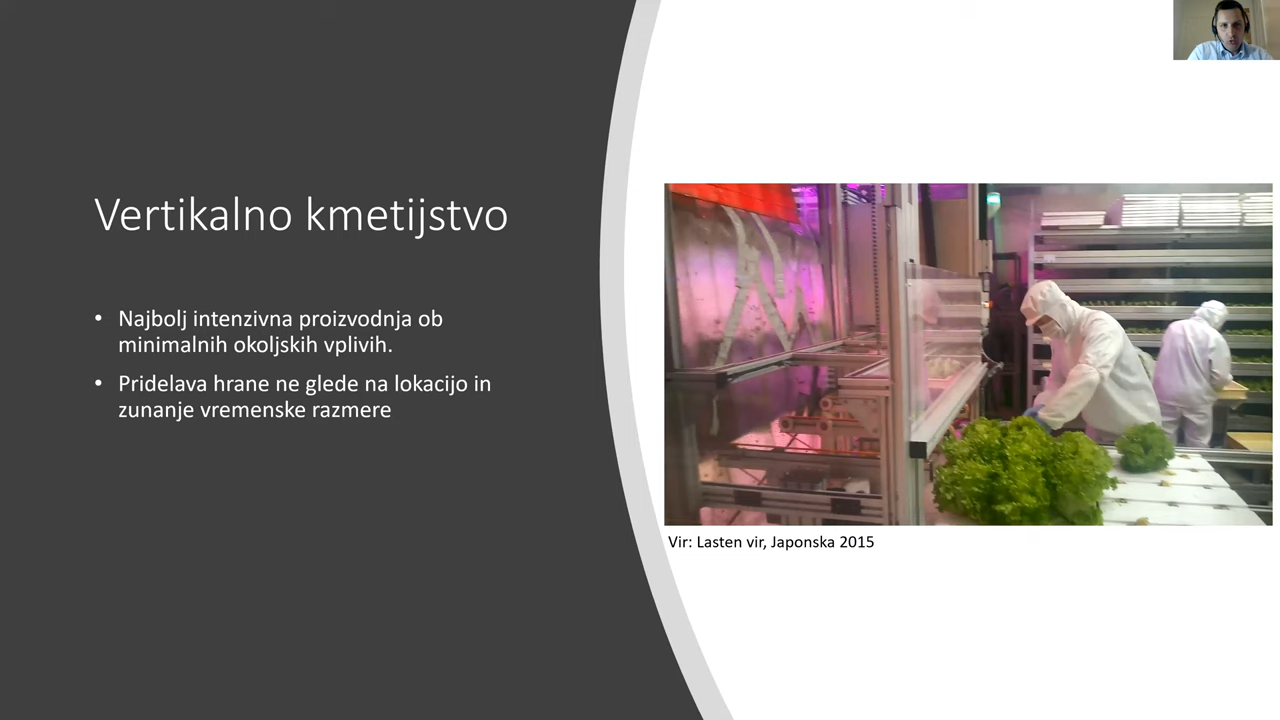 Vertikalno kmetijstvo
• Najbolj intenzivna proizvodnja ob
minimalnih okoljskih vplivih.
• Pridelava hrane ne glede na lokacijo in
zunanje vremenske razmere
Vir: Lasten vir, Japonska 2015